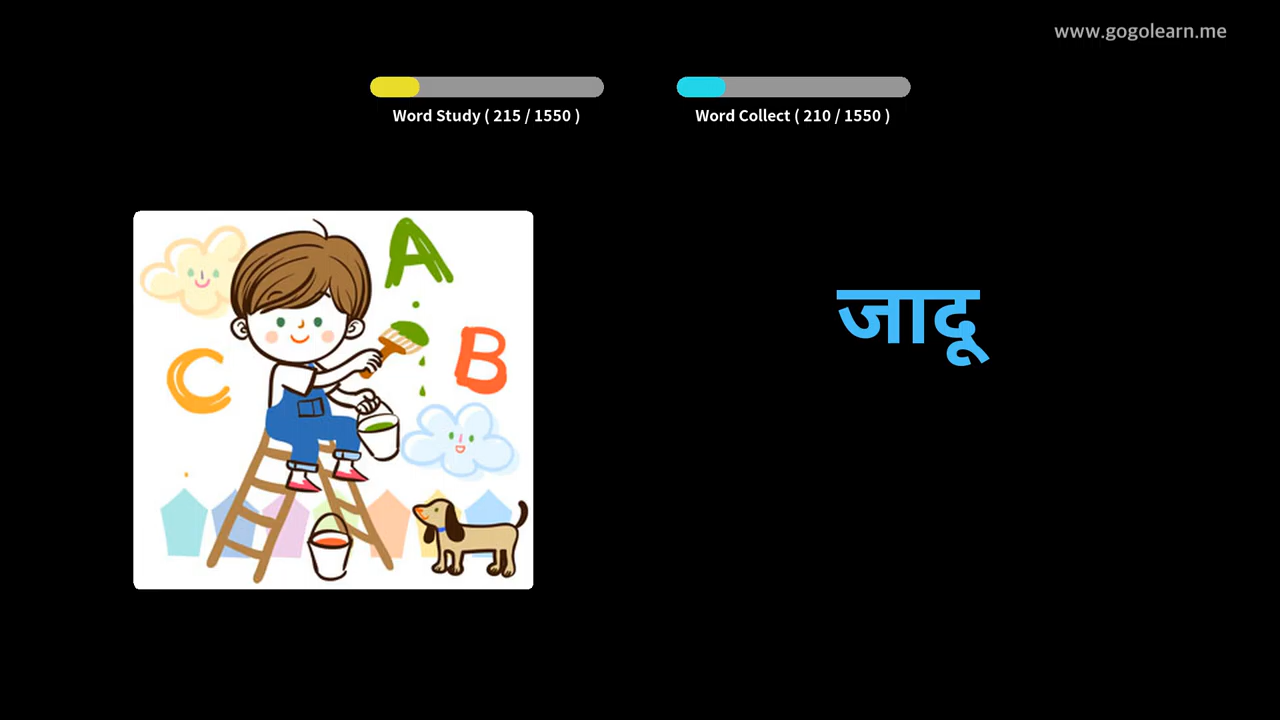 www.gogolearn.me
Word Study ( 215 / 1550 )
Word Collect ( 210 / 1550 )
A
B
C
जादू